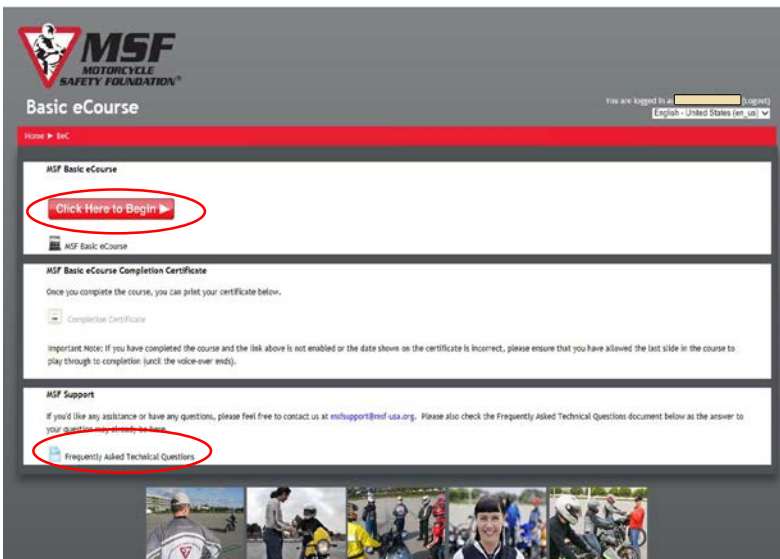 MSF
MOTORCYCLE
SAFETY FOUNDATION®
Basic eCourse
You are logged in as (Logout)
English - United States (en_us)
Home ► BeC
MSF Basic eCourse
Click Here to Begin ►
MSF Basic eCourse
MSF Basic eCourse Completion Certificate
Once you complete the course, you can print your certificate below.
Completion Certificate
Important Note: If you have completed the course and the link above is not enabled or the date shown on the certificate is incorrect, please ensure that you have allowed the last slide in the course to
play through to completion (until the voice-over ends).
MSF Support
If you'd like any assistance or have any questions, please feel free to contact us at msfsupport@msf-usa.org. Please also check the Frequently Asked Technical Questions document below as the answer to
your question may already be here.
Frequently Asked Technical Questions